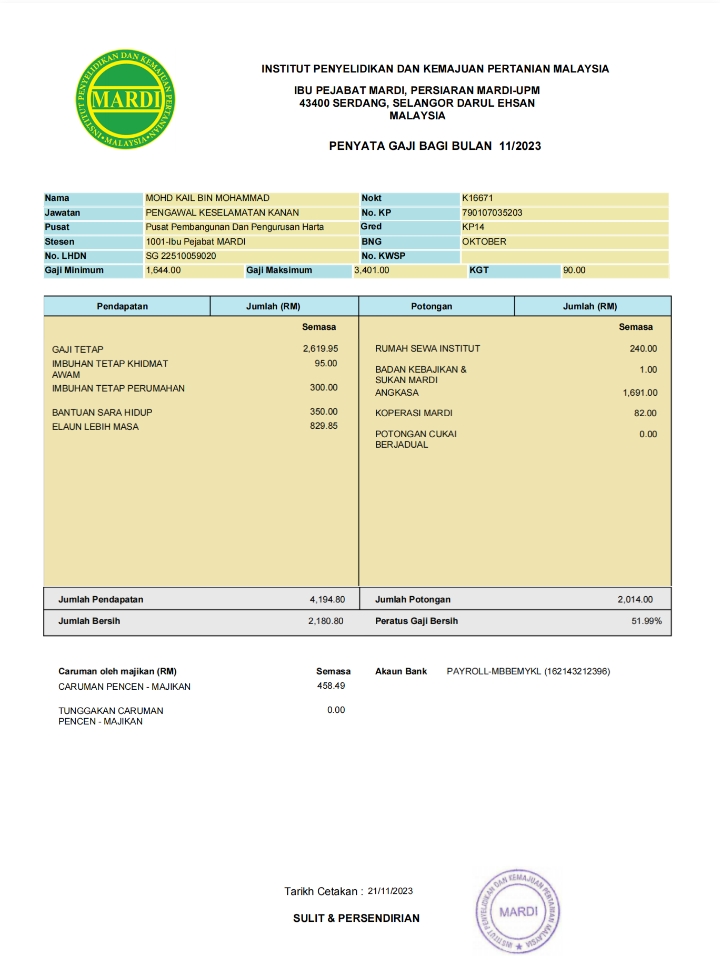 INSTITUT PENYELIDIKAN DAN KEMAJUAN PERTANIAN MALAYSIA
MARDI
INSTITUT PENYELIDIKAN DAN KEMAJUAN PERTANIAN MALAYSIA
IBU PEJABAT MARDI, PERSIARAN MARDI-UPM
43400 SERDANG, SELANGOR DARUL EHSAN
MALAYSIA
PENYATA GAJI BAGI BULAN 11/2023
Nama MOHD KAIL BIN MOHAMMAD Nokt K16671
Jawatan PENGAWAL KESELAMATAN KANAN No. KP 790107035203
Pusat Pusat Pembangunan Dan Pengurusan Harta Gred KP14
Stesen 1001-Ibu Pejabat MARDI BNG OKTOBER
No. LHDN SG 22510059020 No. KWSP
Gaji Minimum 1,644.00 Gaji Maksimum 3,401.00 KGT 90.00
Pendapatan Jumlah (RM) Potongan Jumlah (RM)
Semasa Semasa
GAJI TETAP 2,619.95 RUMAH SEWA INSTITUT 240.00
IMBUHAN TETAP KHIDMAT 95.00 BADAN KEBAJIKAN & 1.00
AWAM SUKAN MARDI
IMBUHAN TETAP PERUMAHAN 300.00 ANGKASA 1,691.00
BANTUAN SARA HIDUP 350.00 KOPERASI MARDI 82.00
ELAUN LEBIH MASA 829.85 POTONGAN CUKAI 0.00
BERJADUAL
Jumlah Pendapatan 4,194.80 Jumlah Potongan 2,014.00
Jumlah Bersih 2,180.80 Peratus Gaji Bersih 51.99%
Caruman oleh majikan (RM) Semasa Akaun Bank PAYROLL-MBBEMYKL (162143212396)
CARUMAN PENCEN - MAJIKAN 458.49
TUNGGAKAN CARUMAN 0.00
PENCEN - MAJIKAN
Tarikh Cetakan : 21/11/2023
SULIT & PERSENDIRIAN
INSTITUT PENYELIDIKAN DAN KEMAJUAN PERTANIAN MALAYSIA
MARDI